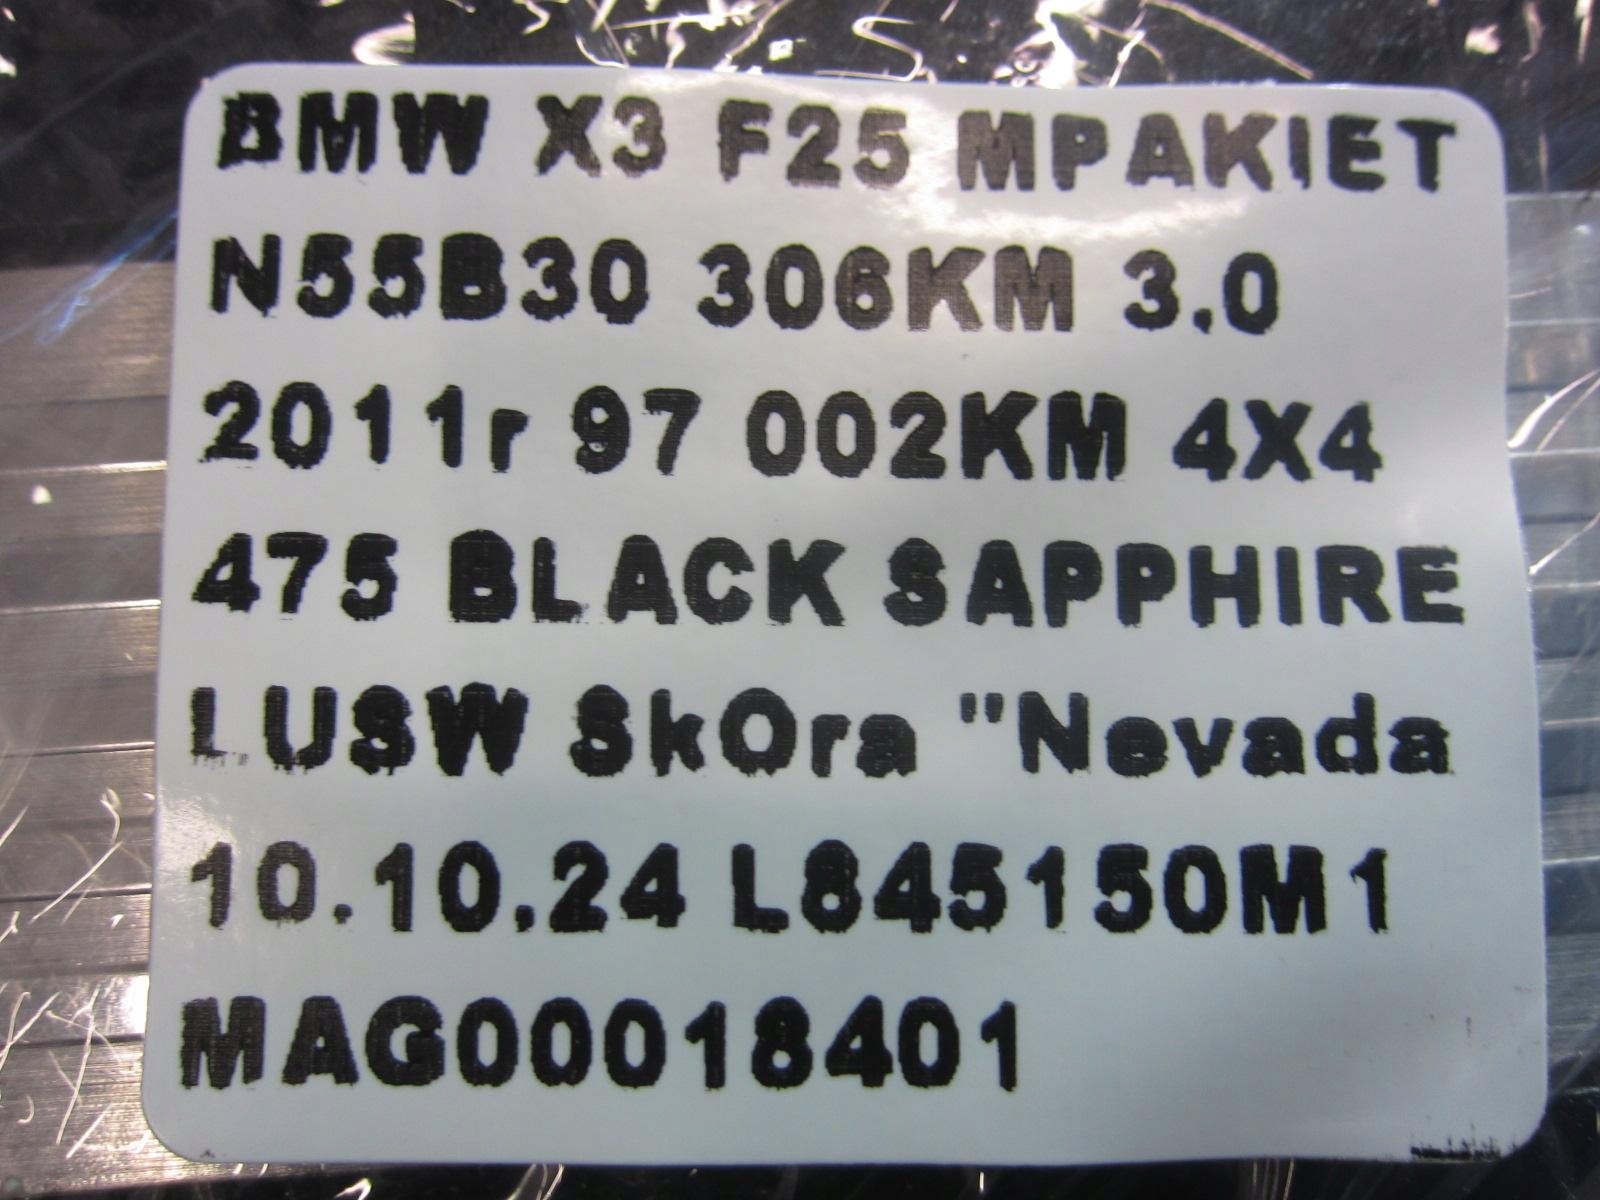 BMW X3 F25 MPAKIET
N55B30 306KM 3.0
2011r 97 002KM 4X4
475 BLACK SAPPHIRE
LUSW SkOra "Nevada
10.10.24 L845150M1
MAG00018401